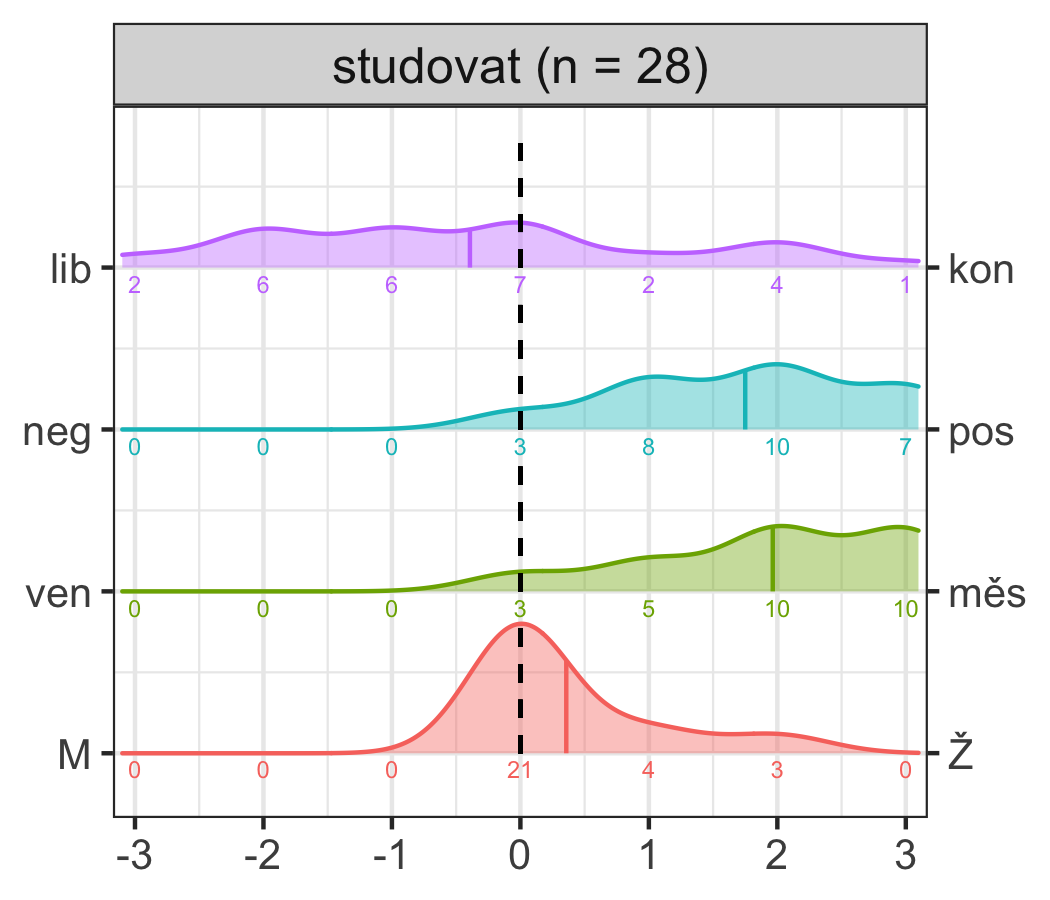 studovat (n = 28)
lib kon
2 6 6 7 2 4 1
neg pos
0 0 0 3 8 10 7
ven měs
0 0 0 3 5 10 10
M Ž
0 0 0 21 4 3 0
-3 -2 -1 0 1 2 3